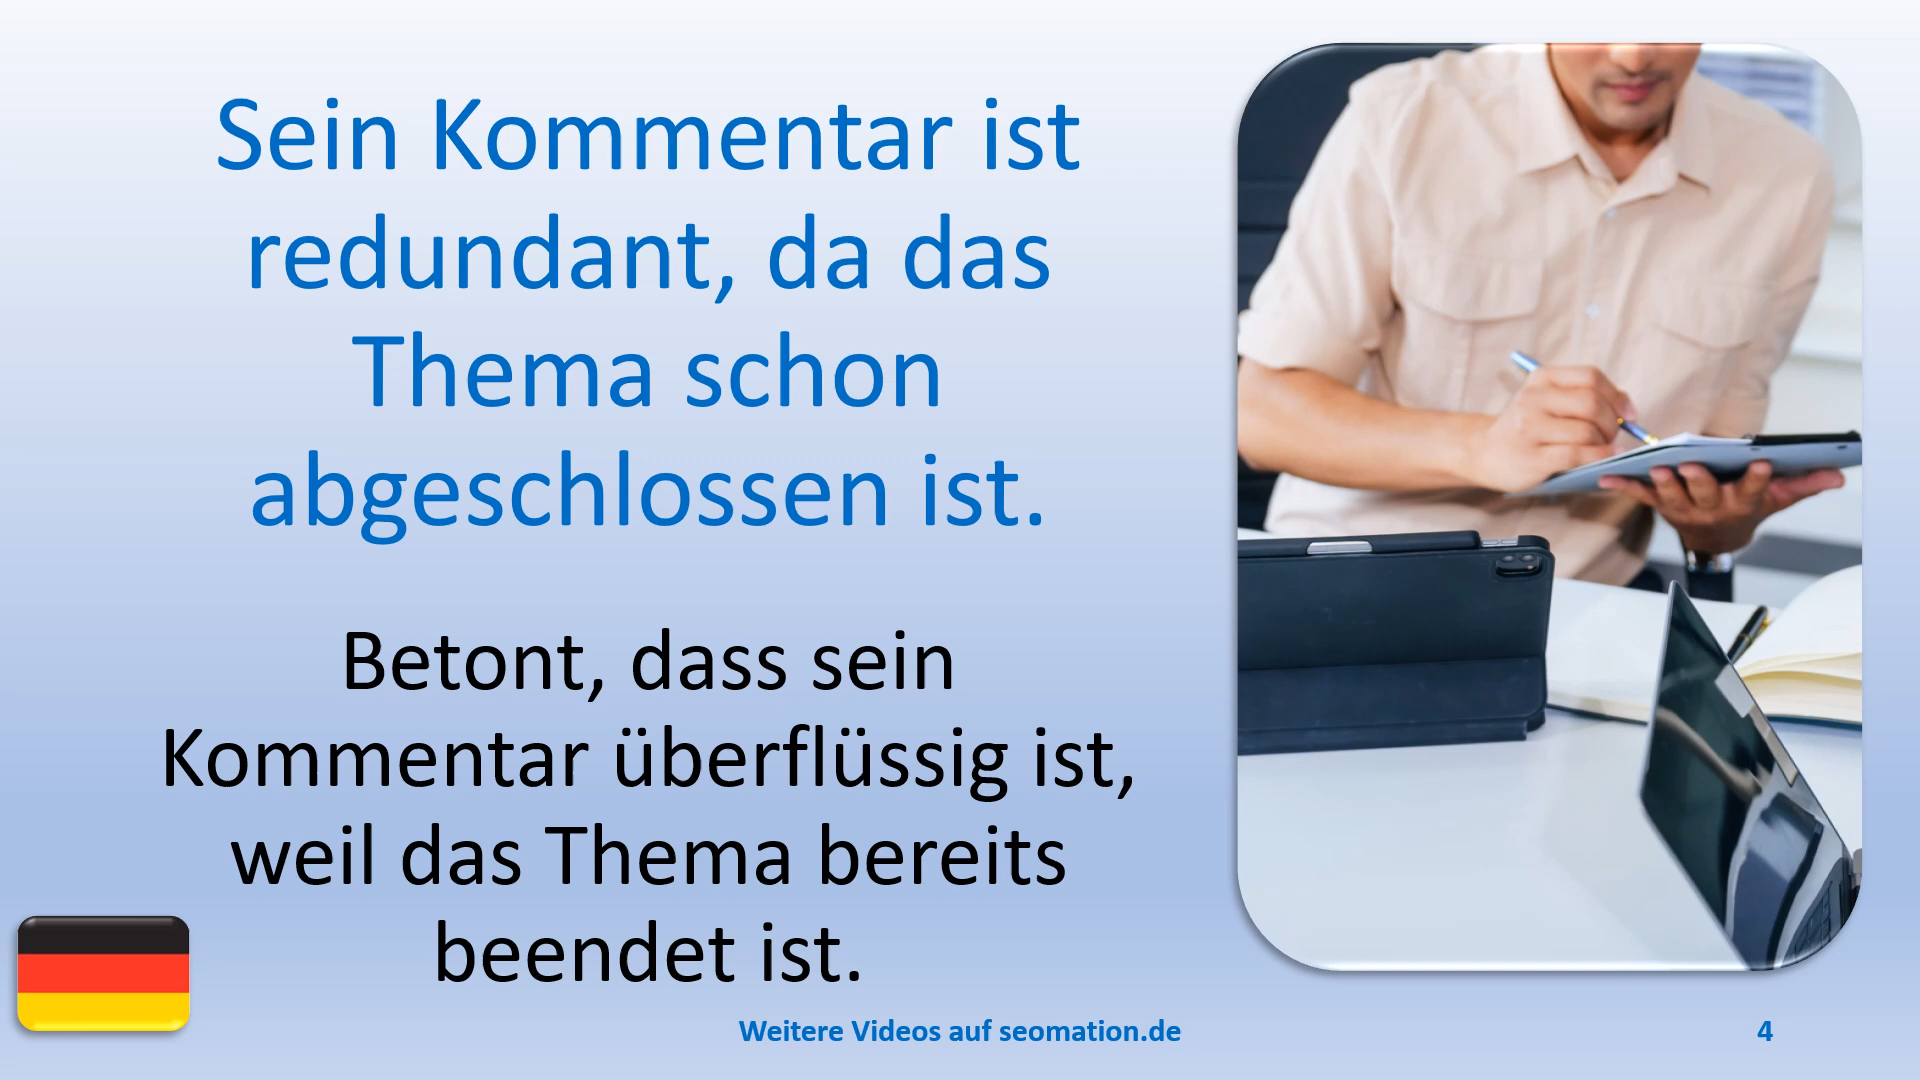 Sein Kommentar ist
redundant, da das
Thema schon
abgeschlossen ist.
Betont, dass sein
Kommentar überflüssig ist,
weil das Thema bereits
beendet ist.
Weitere Videos auf seomation.de
4